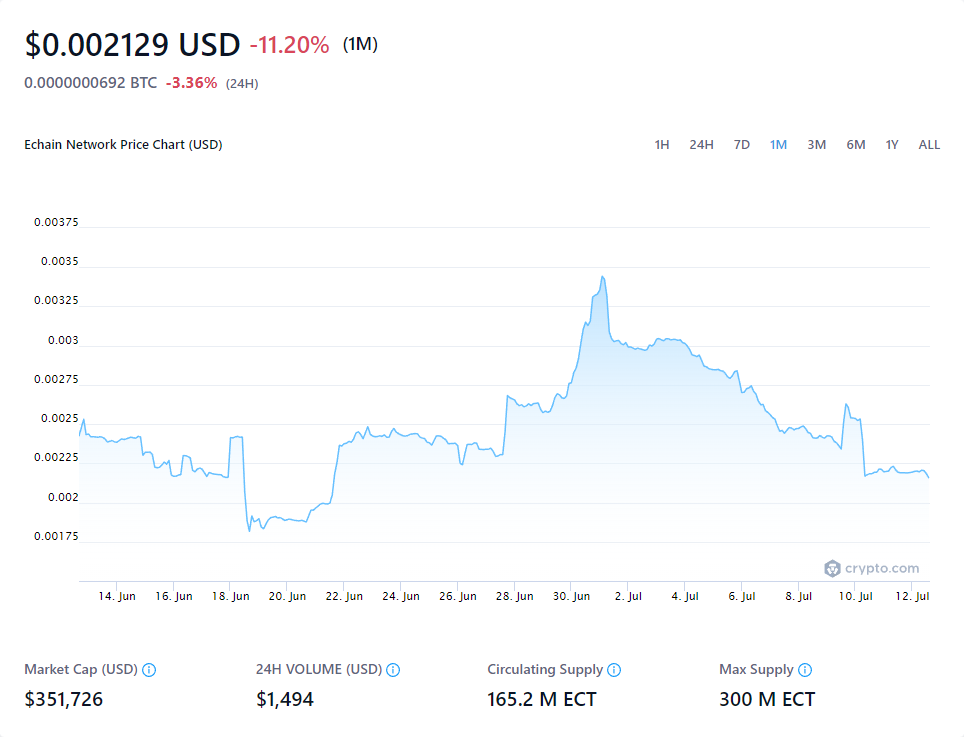 $0.002129 USD -11.20% (1M)
0.0000000692 BTC -3.36% (24H)
Echain Network Price Chart (USD)
1H 24H 7D 1M 3M 6M 1Y ALL
0.00375
0.0035
0.00325
0.003
0.00275
0.0025
0.00225
0.002
0.00175
crypto.com
14. Jun 16. Jun 18. Jun 20. Jun 22. Jun 24. Jun 26. Jun 28. Jun 30. Jun 2. Jul 4. Jul 6. Jul 8. Jul 10. Jul 12. Jul
Market Cap (USD) 24H VOLUME (USD) Circulating Supply Max Supply
$351,726 $1,494 165.2 M ECT 300 M ECT